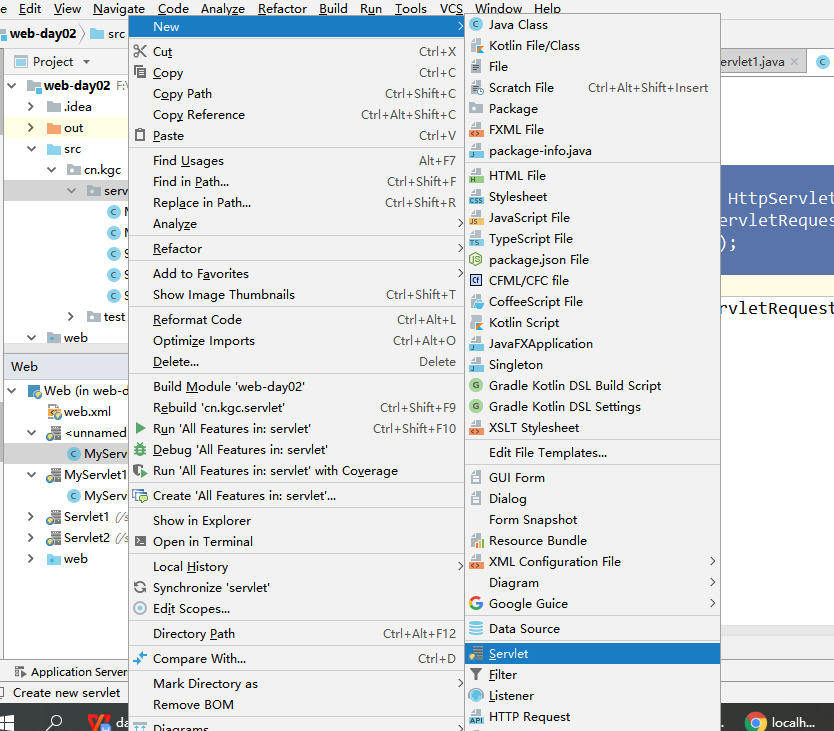 e Edit View Navigate Code Analyze Refactor Build Run Tools VCS Window Help
web-day02 src
Project
ervlet1.java
web-day02 F:\
.idea
out
src
cn.kgc
serv
test
web
Web
Web (in web-d
web.xml
<unnamed
MyServ
MyServlet1
MyServ
Servlet1 (/s
Servlet2 (/s
web
Application Server
Create new servlet
New
Cut Ctrl+X
Copy Ctrl+C
Copy Path Ctrl+Shift+C
Copy Reference Ctrl+Alt+Shift+C
Paste Ctrl+V
Find Usages Alt+F7
Find in Path... Ctrl+Shift+F
Replace in Path... Ctrl+Shift+R
Analyze
Refactor
Add to Favorites
Show Image Thumbnails Ctrl+Shift+T
Reformat Code Ctrl+Alt+L
Optimize Imports Ctrl+Alt+O
Delete... Delete
Build Module 'web-day02'
Rebuild 'cn.kgc.servlet' Ctrl+Shift+F9
Run 'All Features in: servlet' Ctrl+Shift+F10
Debug 'All Features in: servlet'
Run 'All Features in: servlet' with Coverage
Create 'All Features in: servlet'...
Show in Explorer
Open in Terminal
Local History
Synchronize 'servlet'
Edit Scopes...
Directory Path Ctrl+Alt+F12
Compare With... Ctrl+D
Mark Directory as
Remove BOM
Diagrams
Java Class
Kotlin File/Class
File
Scratch File Ctrl+Alt+Shift+Insert
Package
FXML File
package-info.java
HTML File
Stylesheet
JavaScript File
TypeScript File
package.json File
CFML/CFC file
CoffeeScript File
Kotlin Script
JavaFXApplication
Singleton
Gradle Kotlin DSL Build Script
Gradle Kotlin DSL Settings
XSLT Stylesheet
Edit File Templates...
GUI Form
Dialog
Form Snapshot
Resource Bundle
XML Configuration File
Diagram
Google Guice
Data Source
Servlet
Filter
Listener
HTTP Request
HttpServlet
ervletReques
);
rvletRequest
da
localh...